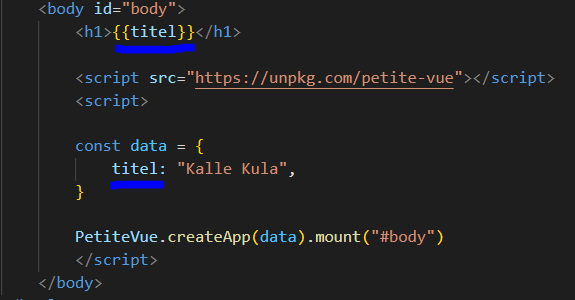 <body id="body">
<h1>{{titel}}</h1>
<script src="https://unpkg.com/petite-vue"></script>
<script>
const data = {
titel: "Kalle Kula",
}
PetiteVue.createApp(data).mount("#body")
</script>
</body>